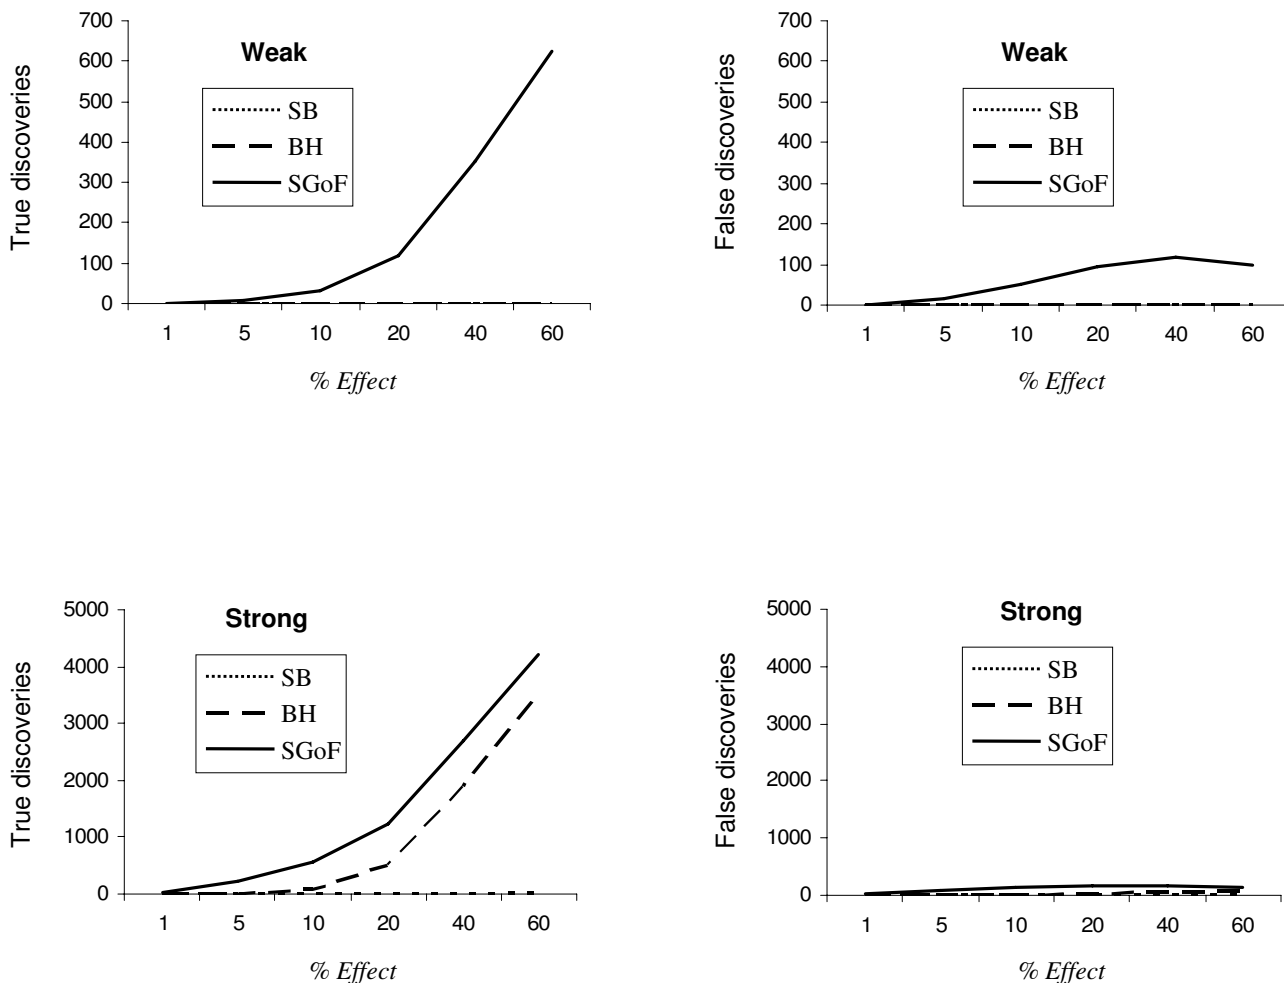 Weak
True discoveries
700
600
500
400
300
200
100
0
SB
BH
SGoF
1 5 10 20 40 60
% Effect
Weak
False discoveries
700
600
500
400
300
200
100
0
SB
BH
SGoF
1 5 10 20 40 60
% Effect
Strong
True discoveries
5000
4000
3000
2000
1000
0
SB
BH
SGoF
1 5 10 20 40 60
% Effect
Strong
False discoveries
5000
4000
3000
2000
1000
0
SB
BH
SGoF
1 5 10 20 40 60
% Effect